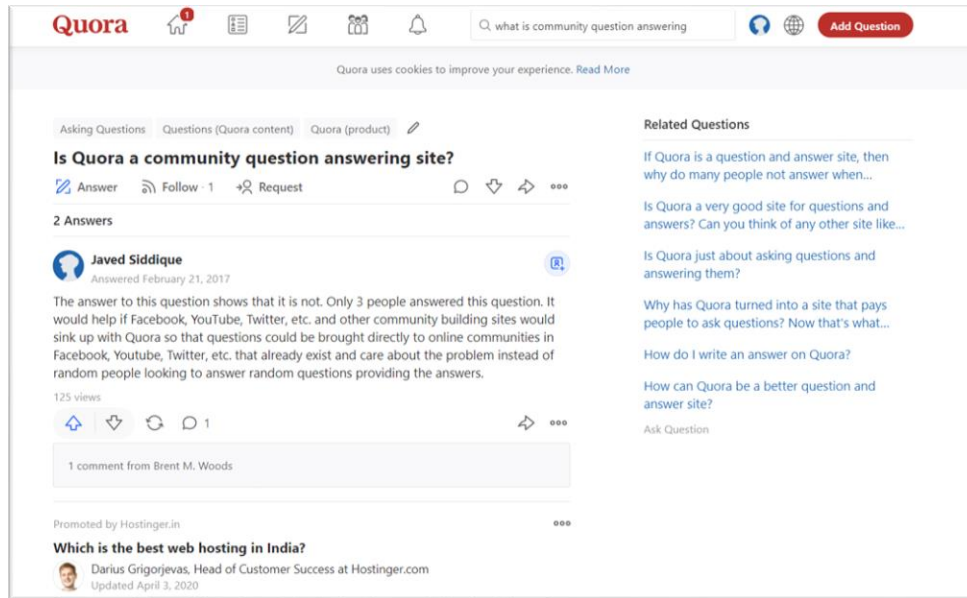 Quora
1
what is community question answering
Add Question
Quora uses cookies to improve your experience. Read More
Asking Questions Questions (Quora content) Quora (product)
Is Quora a community question answering site?
Answer Follow · 1 Request
2 Answers
Javed Siddique
Answered February 21, 2017
The answer to this question shows that it is not. Only 3 people answered this question. It
would help if Facebook, YouTube, Twitter, etc. and other community building sites would
sink up with Quora so that questions could be brought directly to online communities in
Facebook, Youtube, Twitter, etc. that already exist and care about the problem instead of
random people looking to answer random questions providing the answers.
125 views
1
1 comment from Brent M. Woods
Promoted by Hostinger.in
Which is the best web hosting in India?
Darius Grigorjevas, Head of Customer Success at Hostinger.com
Updated April 3, 2020
Related Questions
If Quora is a question and answer site, then
why do many people not answer when...
Is Quora a very good site for questions and
answers? Can you think of any other site like...
Is Quora just about asking questions and
answering them?
Why has Quora turned into a site that pays
people to ask questions? Now that's what...
How do I write an answer on Quora?
How can Quora be a better question and
answer site?
Ask Question